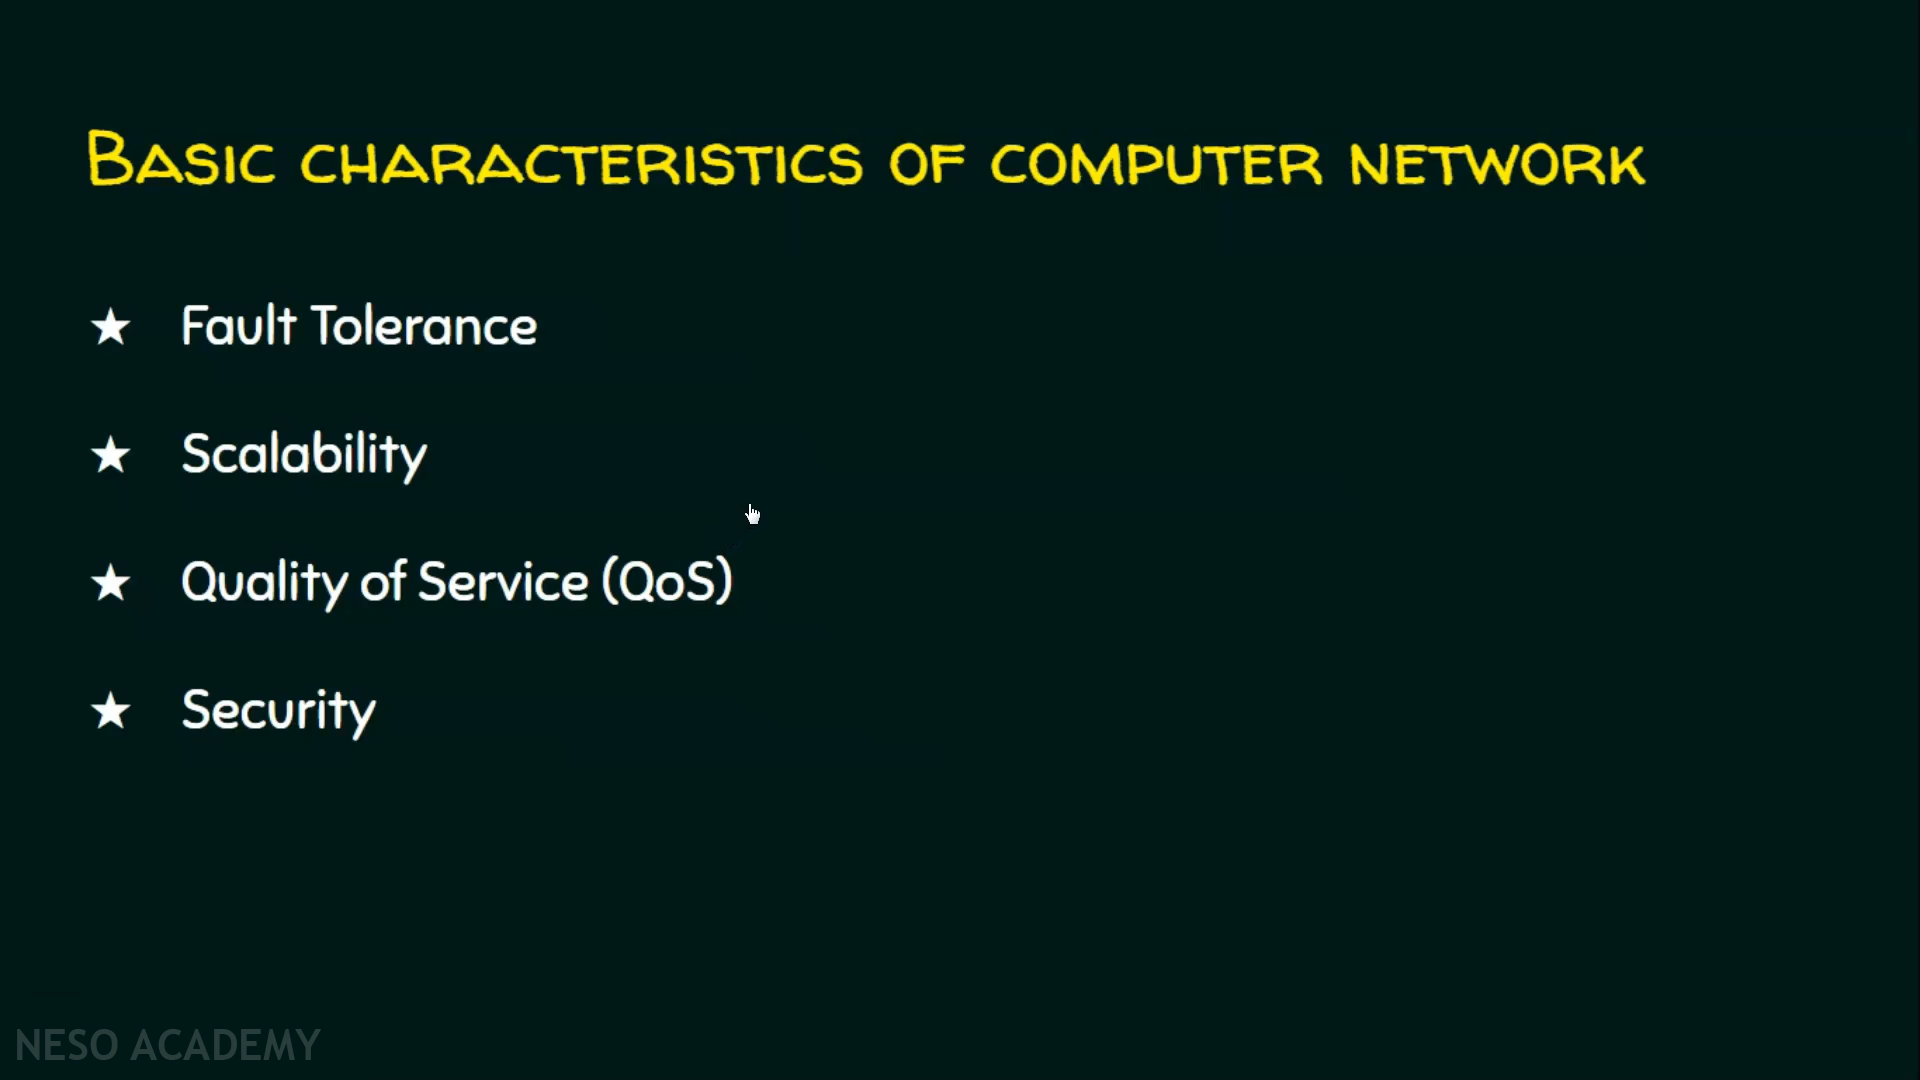 Basic characteristics of computer network
★ Fault Tolerance
★ Scalability
★ Quality of Service (QoS)
★ Security
NESO ACADEMY